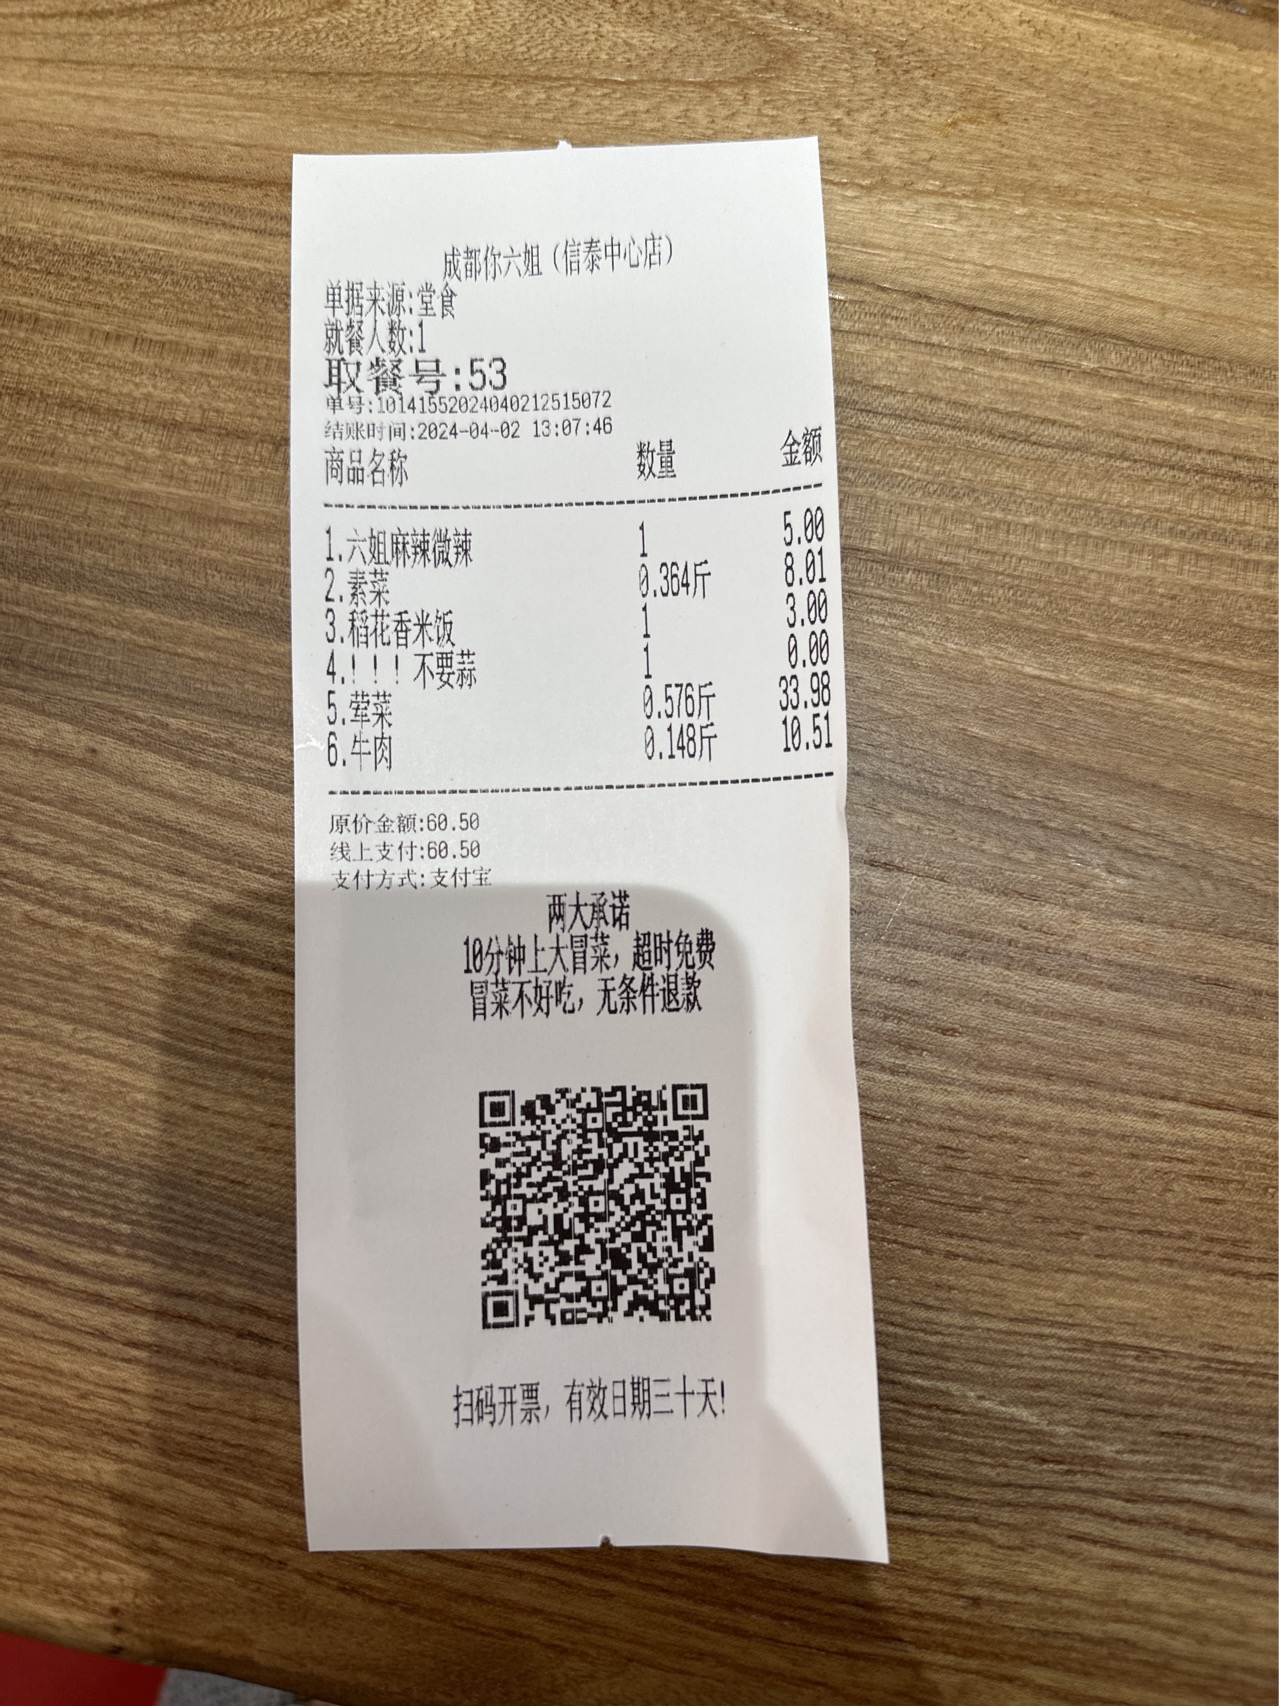 成都你六姐（信泰中心店）
单据来源:堂食
就餐人数:1
取餐号:53
单号:10141552024040212515072
结账时间:2024-04-02 13:07:46
商品名称 数量 金额
1.六姐麻辣微辣 1 5.00
2.素菜 0.364斤 8.01
3.稻花香米饭 1 3.00
4.！！！不要蒜 1 0.00
5.荤菜 0.576斤 33.98
6.牛肉 0.148斤 10.51
原价金额:60.50
线上支付:60.50
支付方式:支付宝
两大承诺
10分钟上大冒菜，超时免费
冒菜不好吃，无条件退款
扫码开票，有效日期三十天!